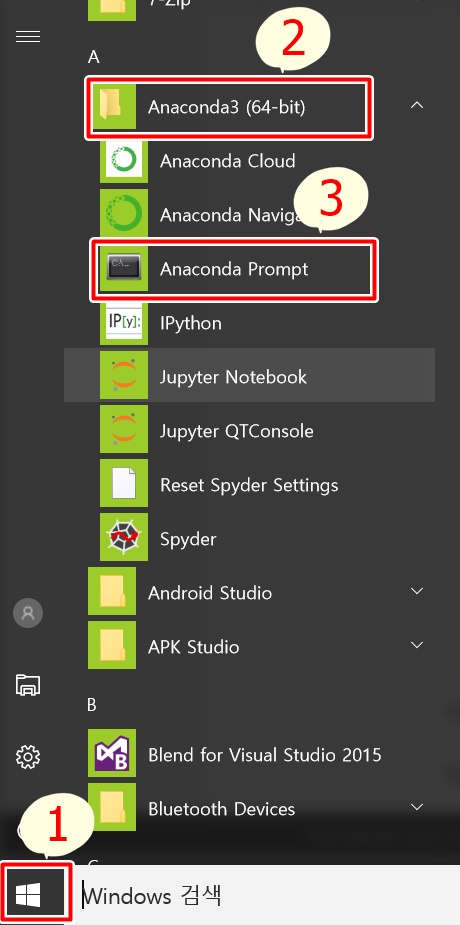 7-Zip
2
A
Anaconda3 (64-bit)
Anaconda Cloud
Anaconda
3
C:\...
Anaconda Prompt
IP[y]:
IPython
Jupyter Notebook
Jupyter QTConsole
Reset Spyder Settings
Spyder
Android Studio
APK Studio
B
Blend for Visual Studio 2015
Bluetooth Devices
1
Windows 검색